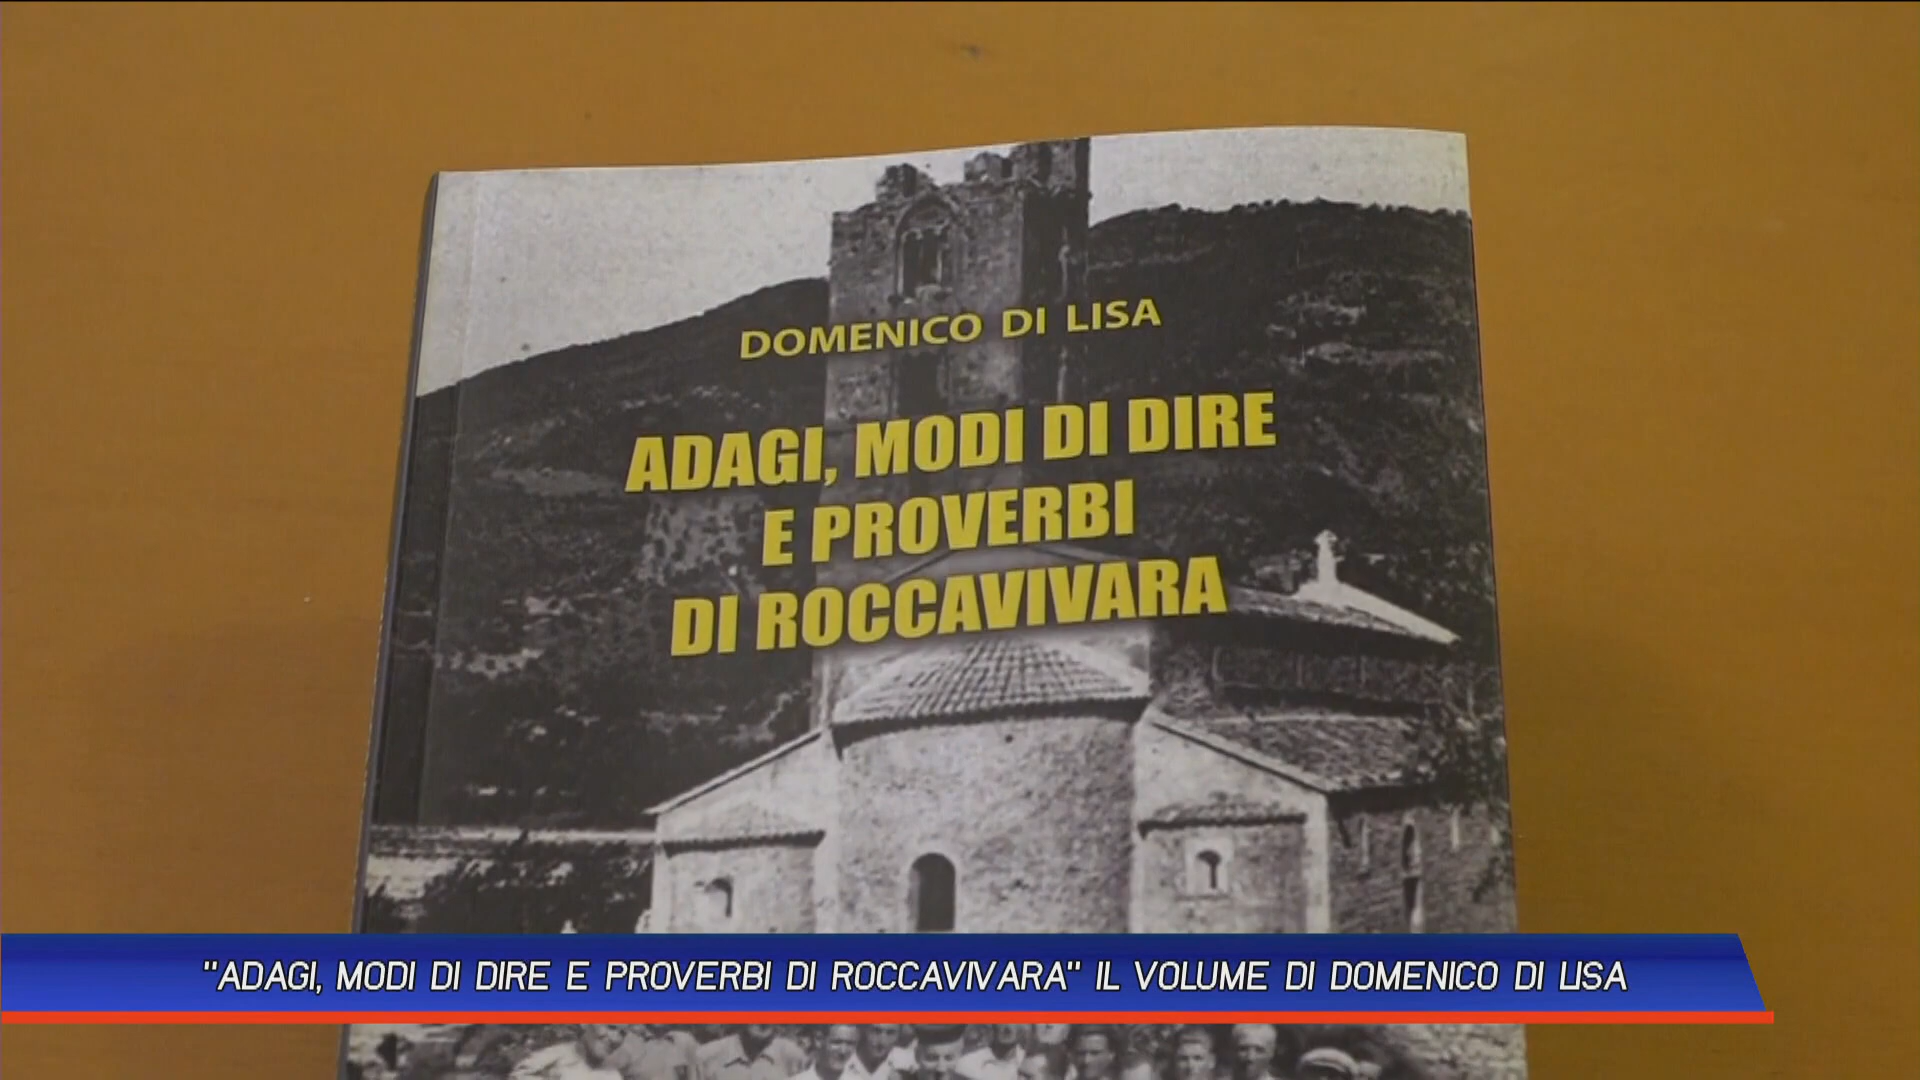 DOMENICO DI LISA
ADAGI, MODI DI DIRE
E PROVERBI
DI ROCCAVIVARA
"ADAGI, MODI DI DIRE E PROVERBI DI ROCCAVIVARA" IL VOLUME DI DOMENICO DI LISA